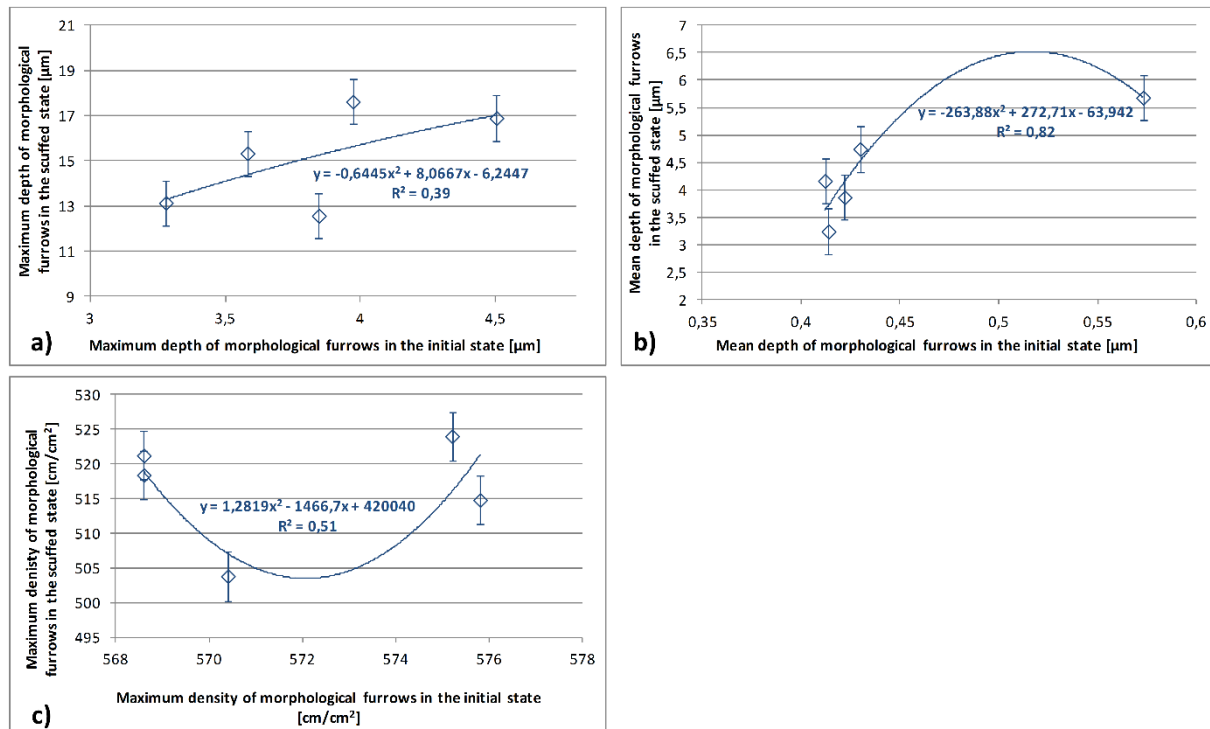 21
19
17
15
13
11
9
Maximum depth of morphological
furrows in the scuffed state [µm]
y = -0,6445x² + 8,0667x - 6,2447
R² = 0,39
3
3,5
4
4,5
a)
Maximum depth of morphological furrows in the initial state [µm]
7
6,5
6
5,5
5
4,5
4
3,5
3
2,5
2
Mean depth of morphological furrows
in the scuffed state [µm]
y = -263,88x² + 272,71x - 63,942
R² = 0,82
0,35
0,4
0,45
0,5
0,55
0,6
b)
Mean depth of morphological furrows in the initial state [µm]
530
525
520
515
510
505
500
495
Maximum denisty of morphological
furrows in the scuffed state [cm/cm²]
y = 1,2819x² - 1466,7x + 420040
R² = 0,51
568
570
572
574
576
578
Maximum density of morphological furrows in the initial state
[cm/cm²]
c)